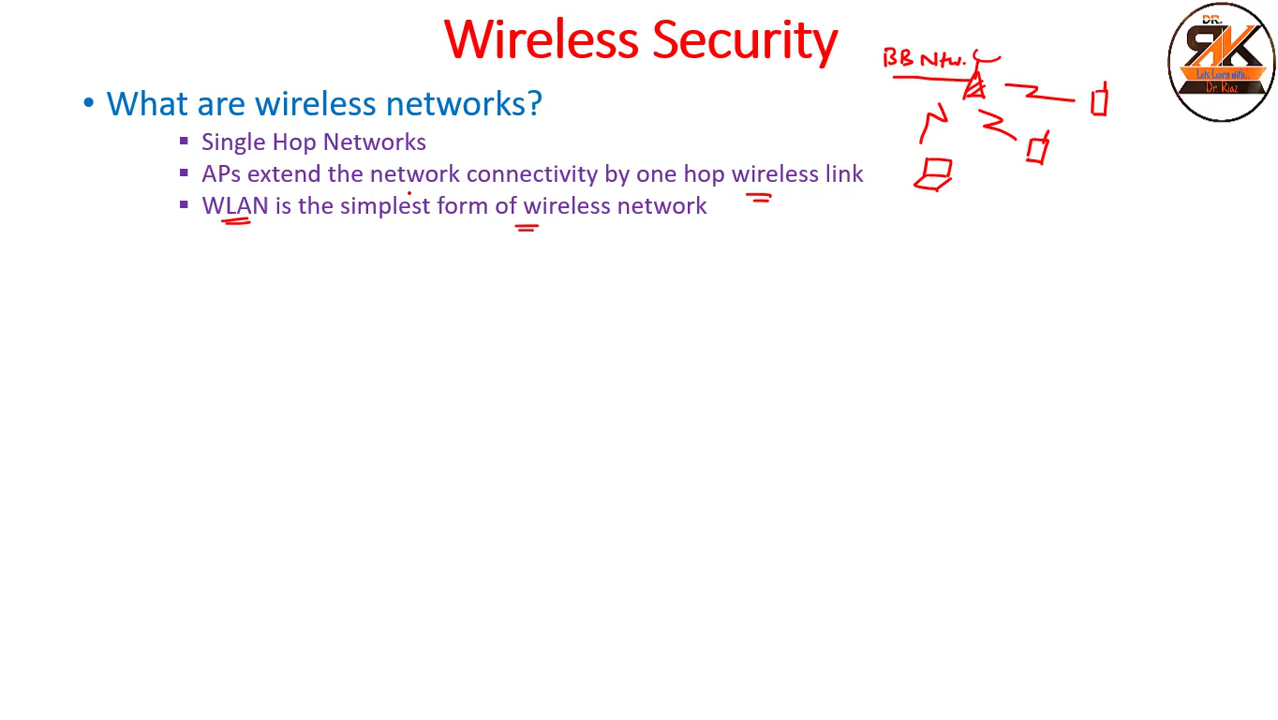 Wireless Security
BB Ntw.
DR.
RK
Lets Learn with...
Dr Riaz
• What are wireless networks?
▪ Single Hop Networks
▪ APs extend the network connectivity by one hop wireless link
▪ WLAN is the simplest form of wireless network